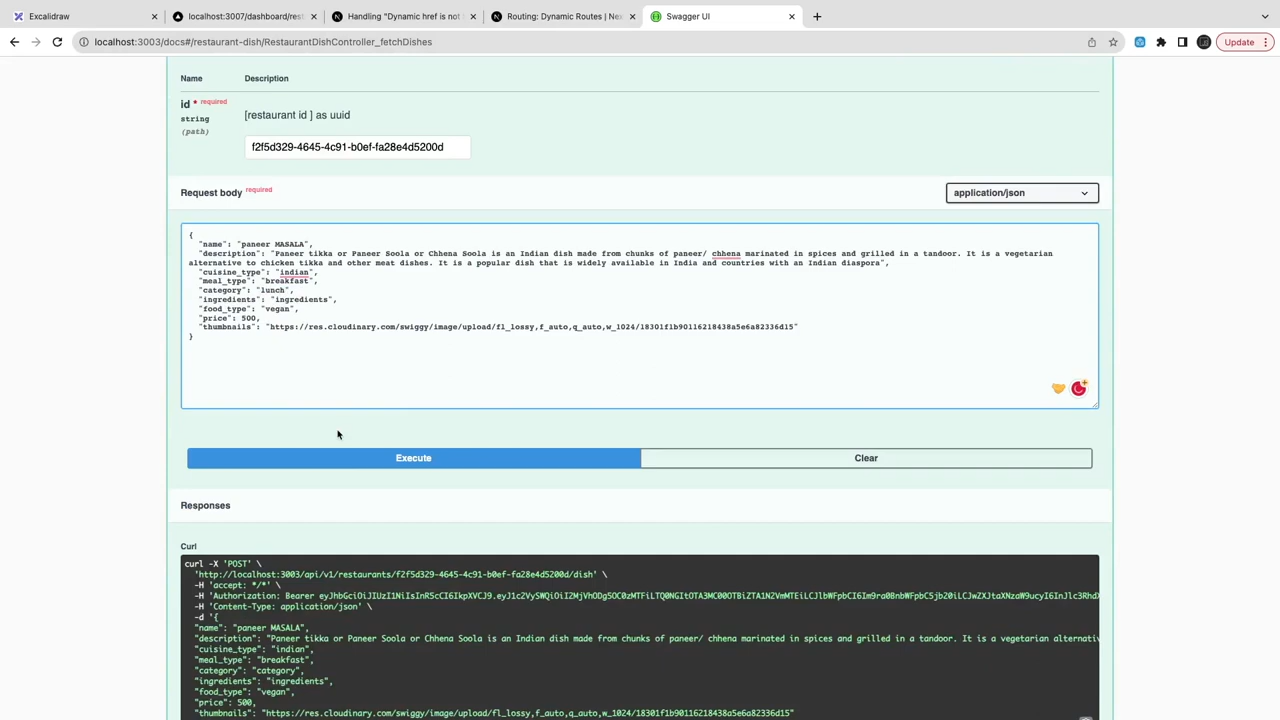 Excalidraw
localhost:3007/dashboard/rest
Handling "Dynamic href is not
Routing: Dynamic Routes | Nex
Swagger UI
localhost:3003/docs#/restaurant-dish/RestaurantDishController_fetchDishes
Update
Name Description
id * required
string
(path)
[restaurant id ] as uuid
f2f5d329-4645-4c91-b0ef-fa28e4d5200d
Request body required
application/json
{
"name": "paneer MASALA",
"description": "Paneer tikka or Paneer Soola or Chhena Soola is an Indian dish made from chunks of paneer/ chhena marinated in spices and grilled in a tandoor. It is a vegetarian
alternative to chicken tikka and other meat dishes. It is a popular dish that is widely available in India and countries with an Indian diaspora",
"cuisine_type": "indian",
"meal_type": "breakfast",
"category": "lunch",
"ingredients": "ingredients",
"food_type": "vegan",
"price": 500,
"thumbnails": "https://res.cloudinary.com/swiggy/image/upload/fl_lossy,f_auto,q_auto,w_1024/18301f1b90116218438a5e6a82336d15"
}
Execute
Clear
Responses
Curl
curl -X 'POST' \
'http://localhost:3003/api/v1/restaurants/f2f5d329-4645-4c91-b0ef-fa28e4d5200d/dish' \
-H 'accept: */*' \
-H 'Authorization: Bearer
-H 'Content-Type: application/json' \
-d '{
"name": "paneer MASALA",
"description": "Paneer tikka or Paneer Soola or Chhena Soola is an Indian dish made from chunks of paneer/ chhena marinated in spices and grilled in a tandoor. It is a vegetarian alternativ
"cuisine_type": "indian",
"meal_type": "breakfast",
"category": "category",
"ingredients": "ingredients",
"food_type": "vegan",
"price": 500,
"thumbnails": "https://res.cloudinary.com/swiggy/image/upload/fl_lossy,f_auto,q_auto,w_1024/18301f1b90116218438a5e6a82336d15"